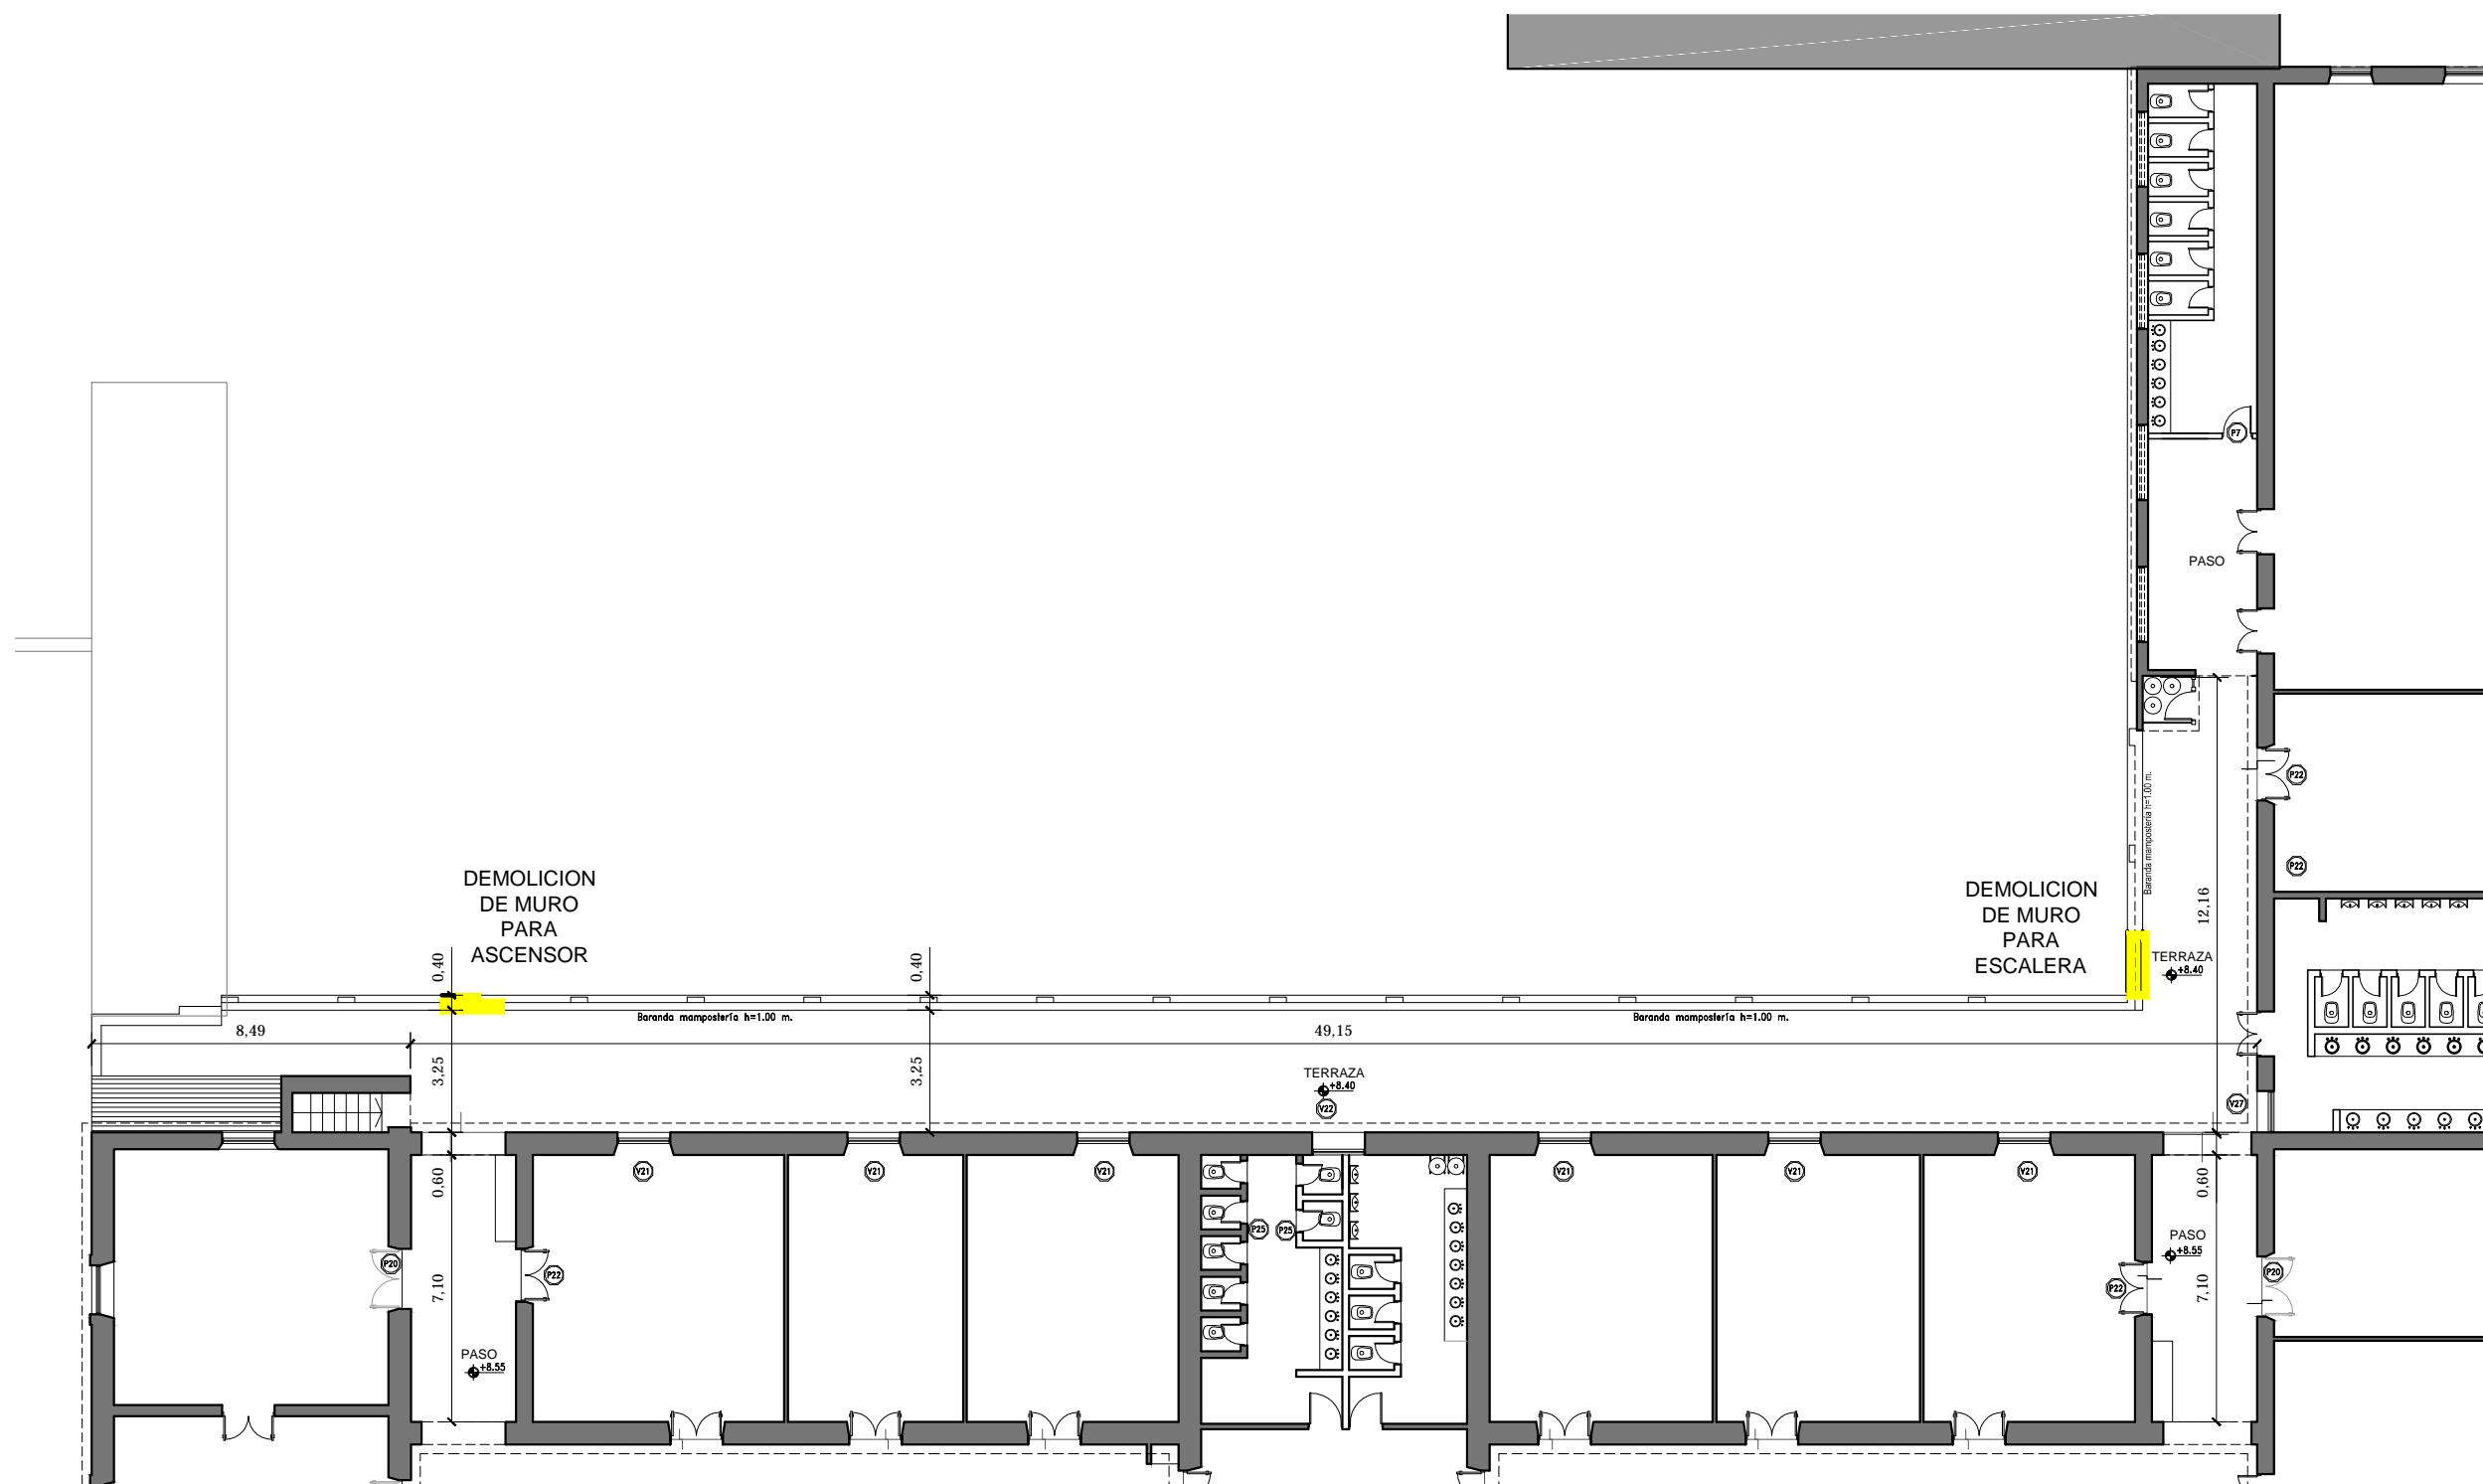 P7
PASO
P22
Baranda mampostería h=1.00 m.
P22
DEMOLICION
DE MURO
PARA
ASCENSOR
DEMOLICION
DE MURO
PARA
ESCALERA
12,16
0,40
0,40
TERRAZA
+8.40
Baranda mampostería h=1.00 m.
Baranda mampostería h=1.00 m.
8,49
49,15
3,25
3,25
TERRAZA
+8.40
V22
V27
V21
V21
V21
V21
V21
V21
0,60
0,60
P25
P25
PASO
+8.55
P20
P22
P20
P22
7,10
7,10
PASO
+8.55